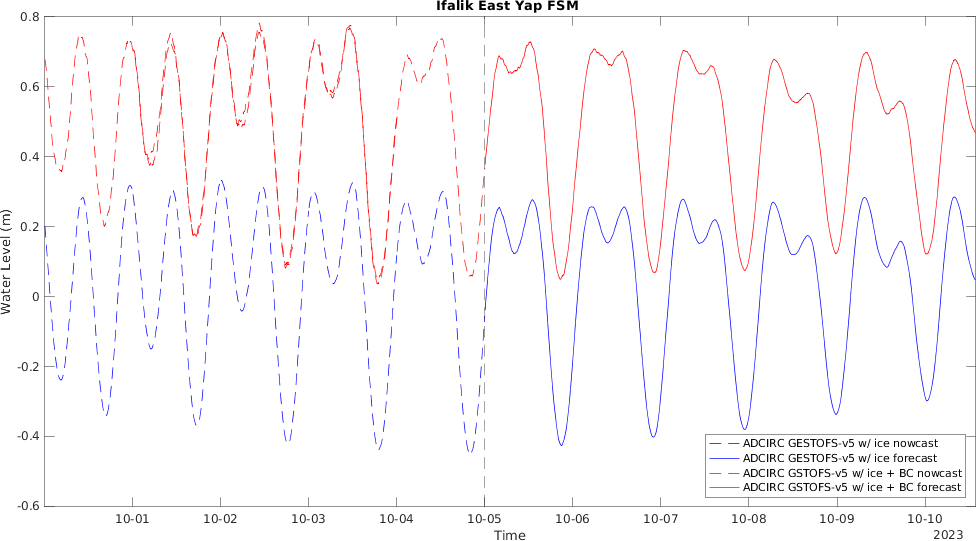 Ifalik East Yap FSM
0.8
0.6
0.4
0.2
0
-0.2
-0.4
-0.6
Water Level (m)
10-01 10-02 10-03 10-04 10-05 10-06 10-07 10-08 10-09 10-10
Time
2023
ADCIRC GESTOFS-v5 w/ ice nowcast
ADCIRC GESTOFS-v5 w/ ice forecast
ADCIRC GSTOFS-v5 w/ ice + BC nowcast
ADCIRC GSTOFS-v5 w/ ice + BC forecast